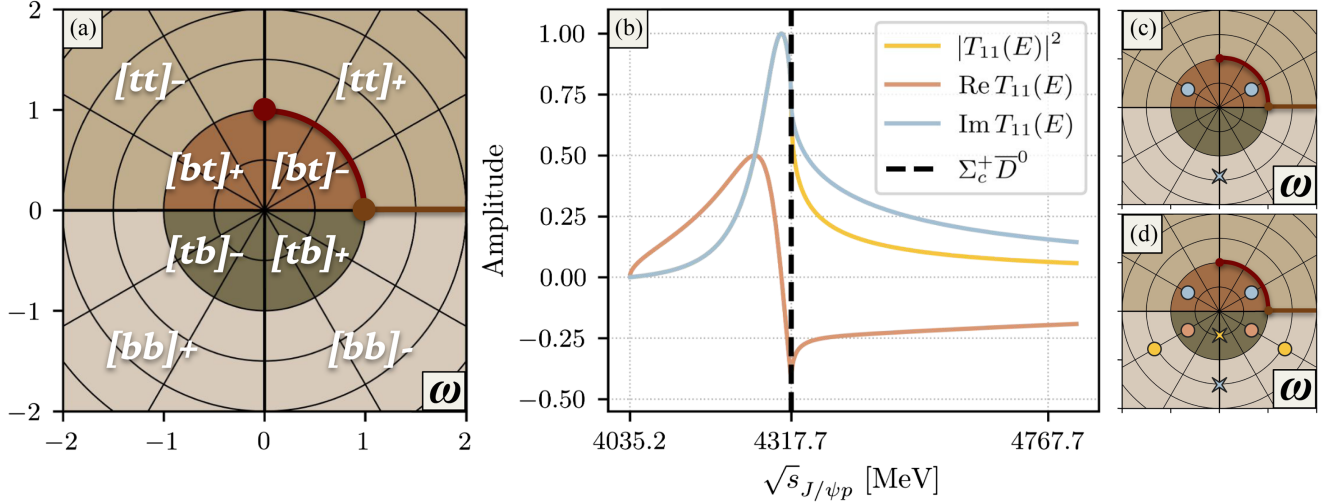 (a)
2
1
0
−1
−2
−2
−1
0
1
2
[tt]-
[tt]+
[bt]+
[bt]-
[tb]-
[tb]+
[bb]+
[bb]-
ω
(b)
Amplitude
1.00
0.75
0.50
0.25
0.00
−0.25
−0.50
|T₁₁(E)|²
Re T₁₁(E)
Im T₁₁(E)
Σ_c⁺ D̅⁰
4035.2
4317.7
4767.7
√s_{J/ψp} [MeV]
(c)
ω
(d)
ω